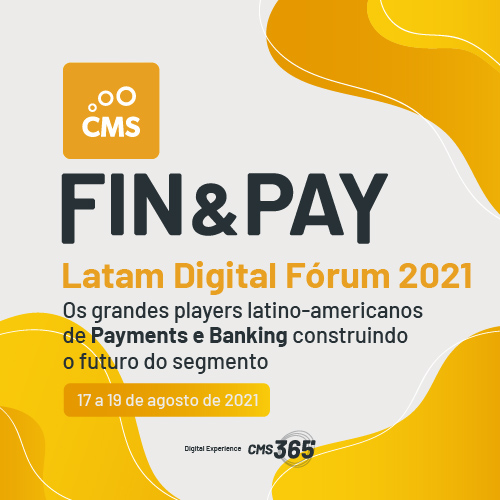 CMS
FIN&PAY
Latam Digital Fórum 2021
Os grandes players latino-americanos
de Payments e Banking construindo
o futuro do segmento
17 a 19 de agosto de 2021
Digital Experience CMS365